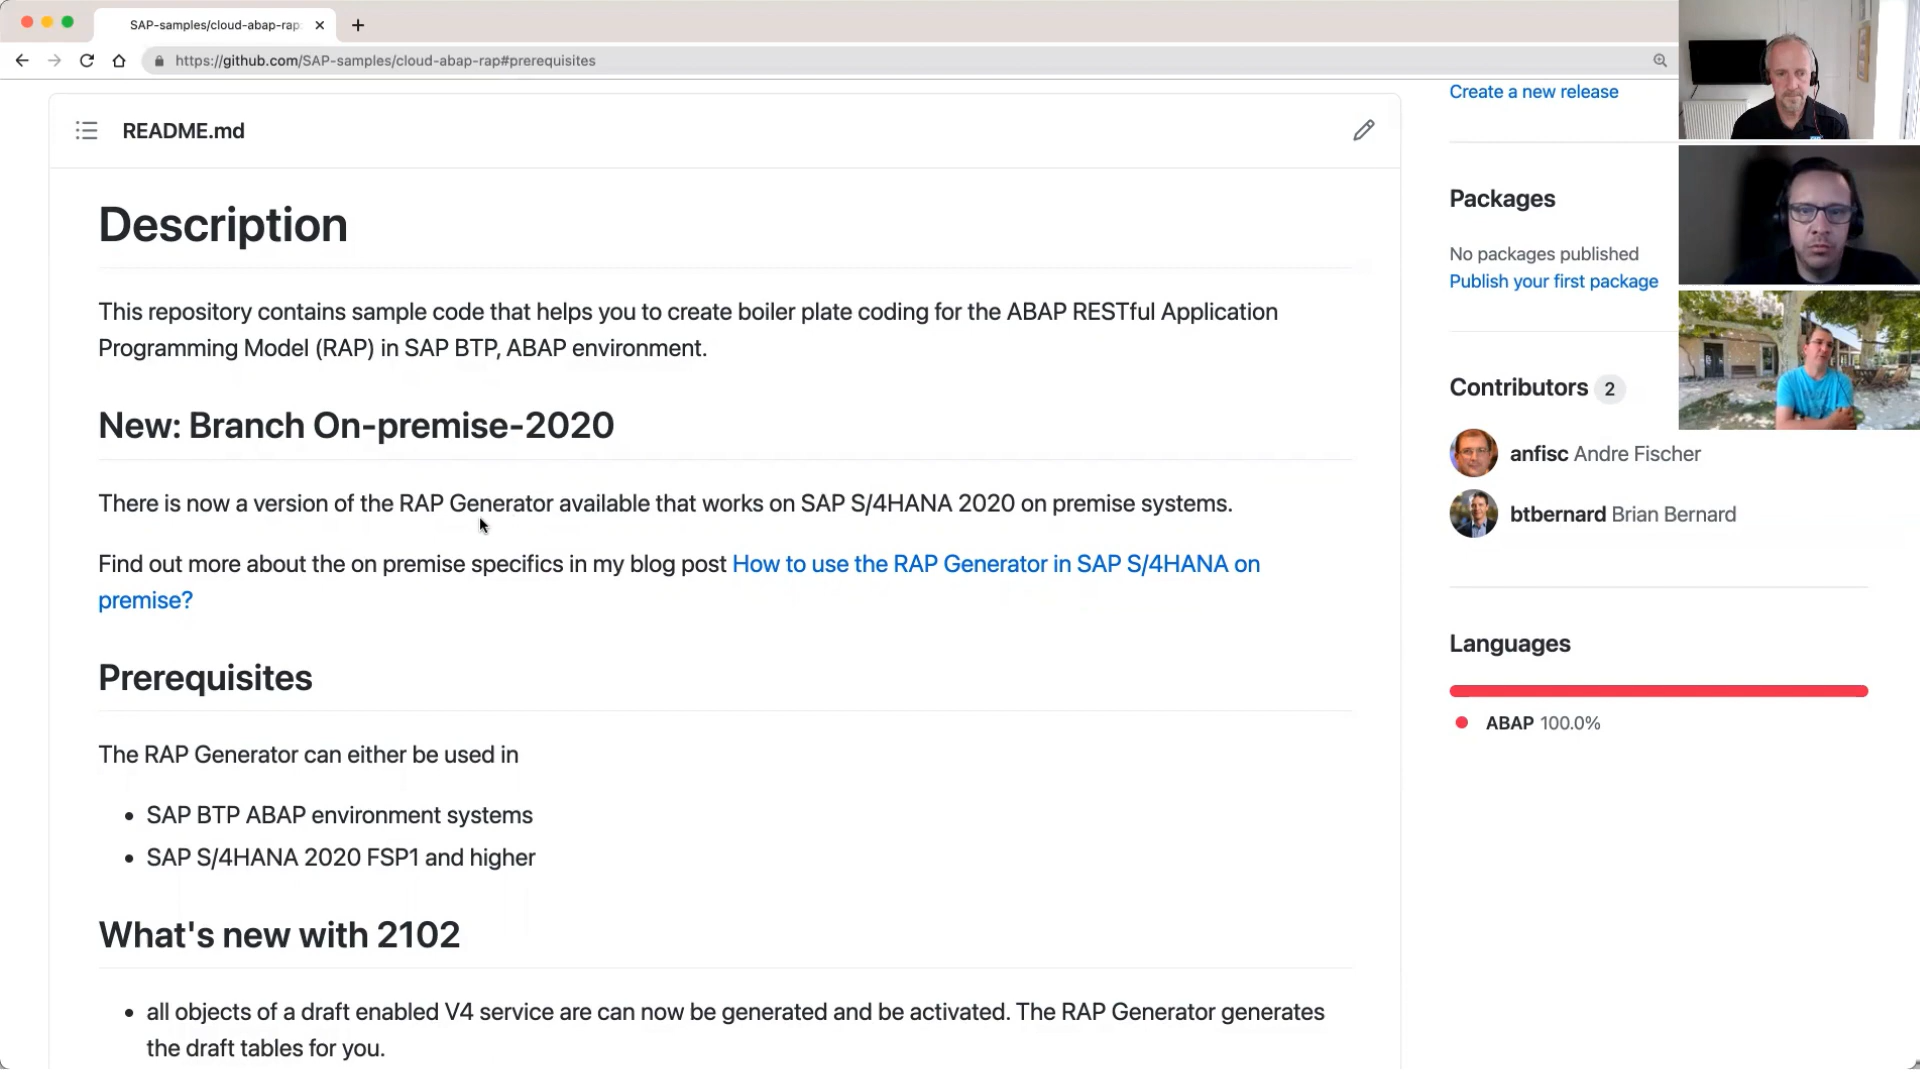 SAP-samples/cloud-abap-rap
https://github.com/SAP-samples/cloud-abap-rap#prerequisites
README.md
Description
This repository contains sample code that helps you to create boiler plate coding for the ABAP RESTful Application
Programming Model (RAP) in SAP BTP, ABAP environment.
New: Branch On-premise-2020
There is now a version of the RAP Generator available that works on SAP S/4HANA 2020 on premise systems.
Find out more about the on premise specifics in my blog post How to use the RAP Generator in SAP S/4HANA on
premise?
Prerequisites
The RAP Generator can either be used in
• SAP BTP ABAP environment systems
• SAP S/4HANA 2020 FSP1 and higher
What's new with 2102
• all objects of a draft enabled V4 service are can now be generated and be activated. The RAP Generator generates
the draft tables for you.
Create a new release
Packages
No packages published
Publish your first package
Contributors 2
anfisc Andre Fischer
btbernard Brian Bernard
Languages
ABAP 100.0%